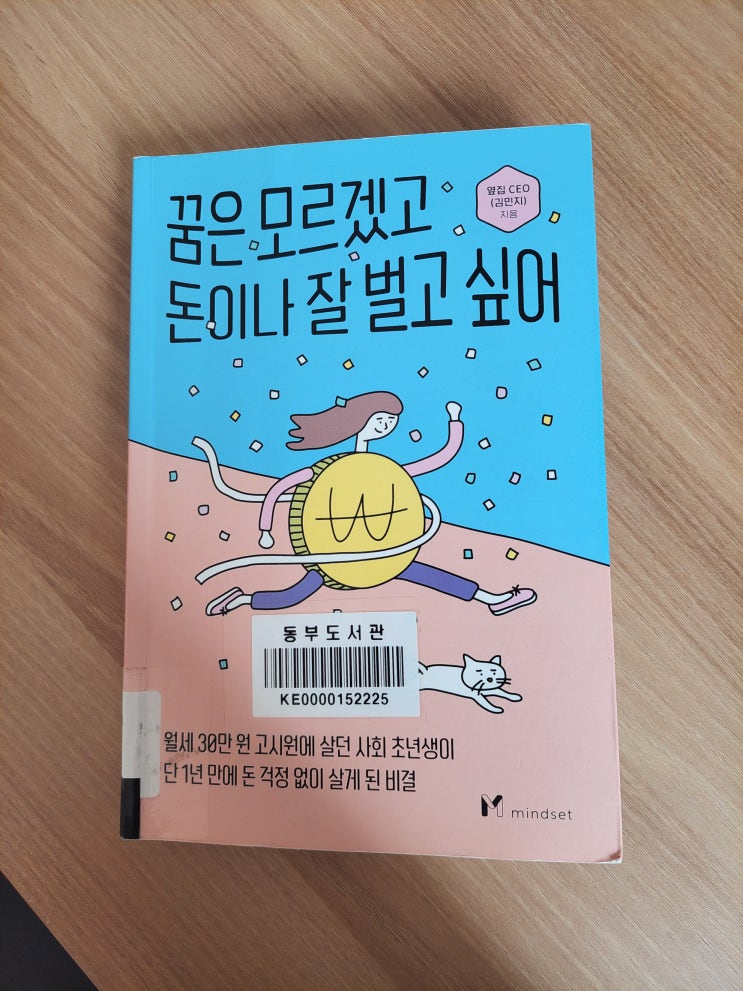 꿈은 모르겠고
돈이나 잘 벌고 싶어
옆집 CEO
(김민지)
지음
₩
동부도서관
KE0000152225
월세 30만 원 고시원에 살던 사회 초년생이
단 1년 만에 돈 걱정 없이 살게 된 비결
M mindset